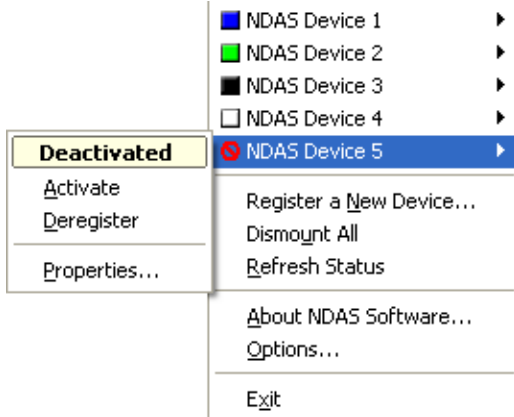 NDAS Device 1
NDAS Device 2
NDAS Device 3
NDAS Device 4
NDAS Device 5
Deactivated
Activate
Deregister
Properties...
Register a New Device...
Dismount All
Refresh Status
About NDAS Software...
Options...
Exit